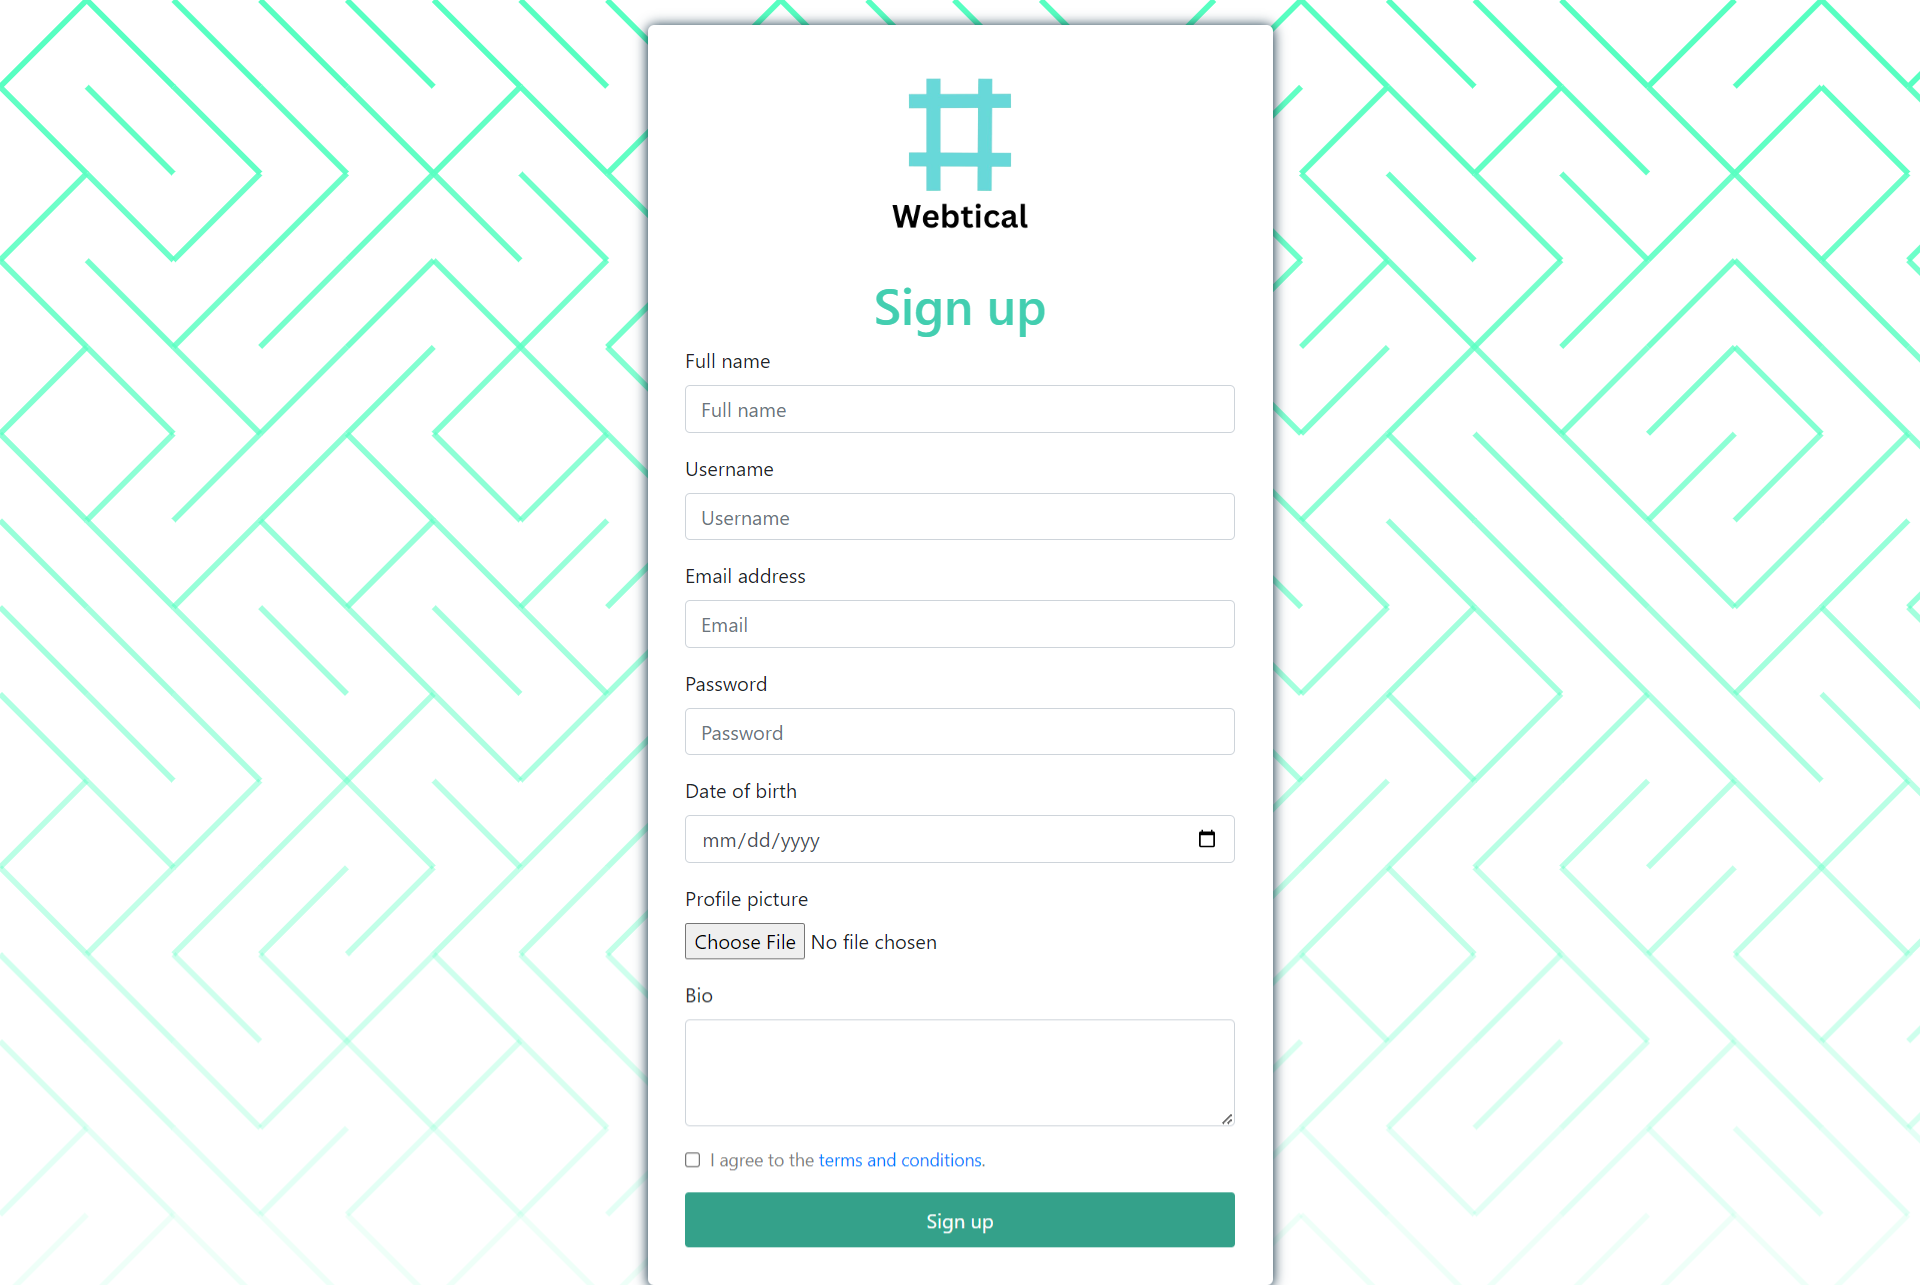 Webtical
Sign up
Full name
Full name
Username
Username
Email address
Email
Password
Password
Date of birth
mm/dd/yyyy
Profile picture
Choose File No file chosen
Bio
I agree to the terms and conditions.
Sign up